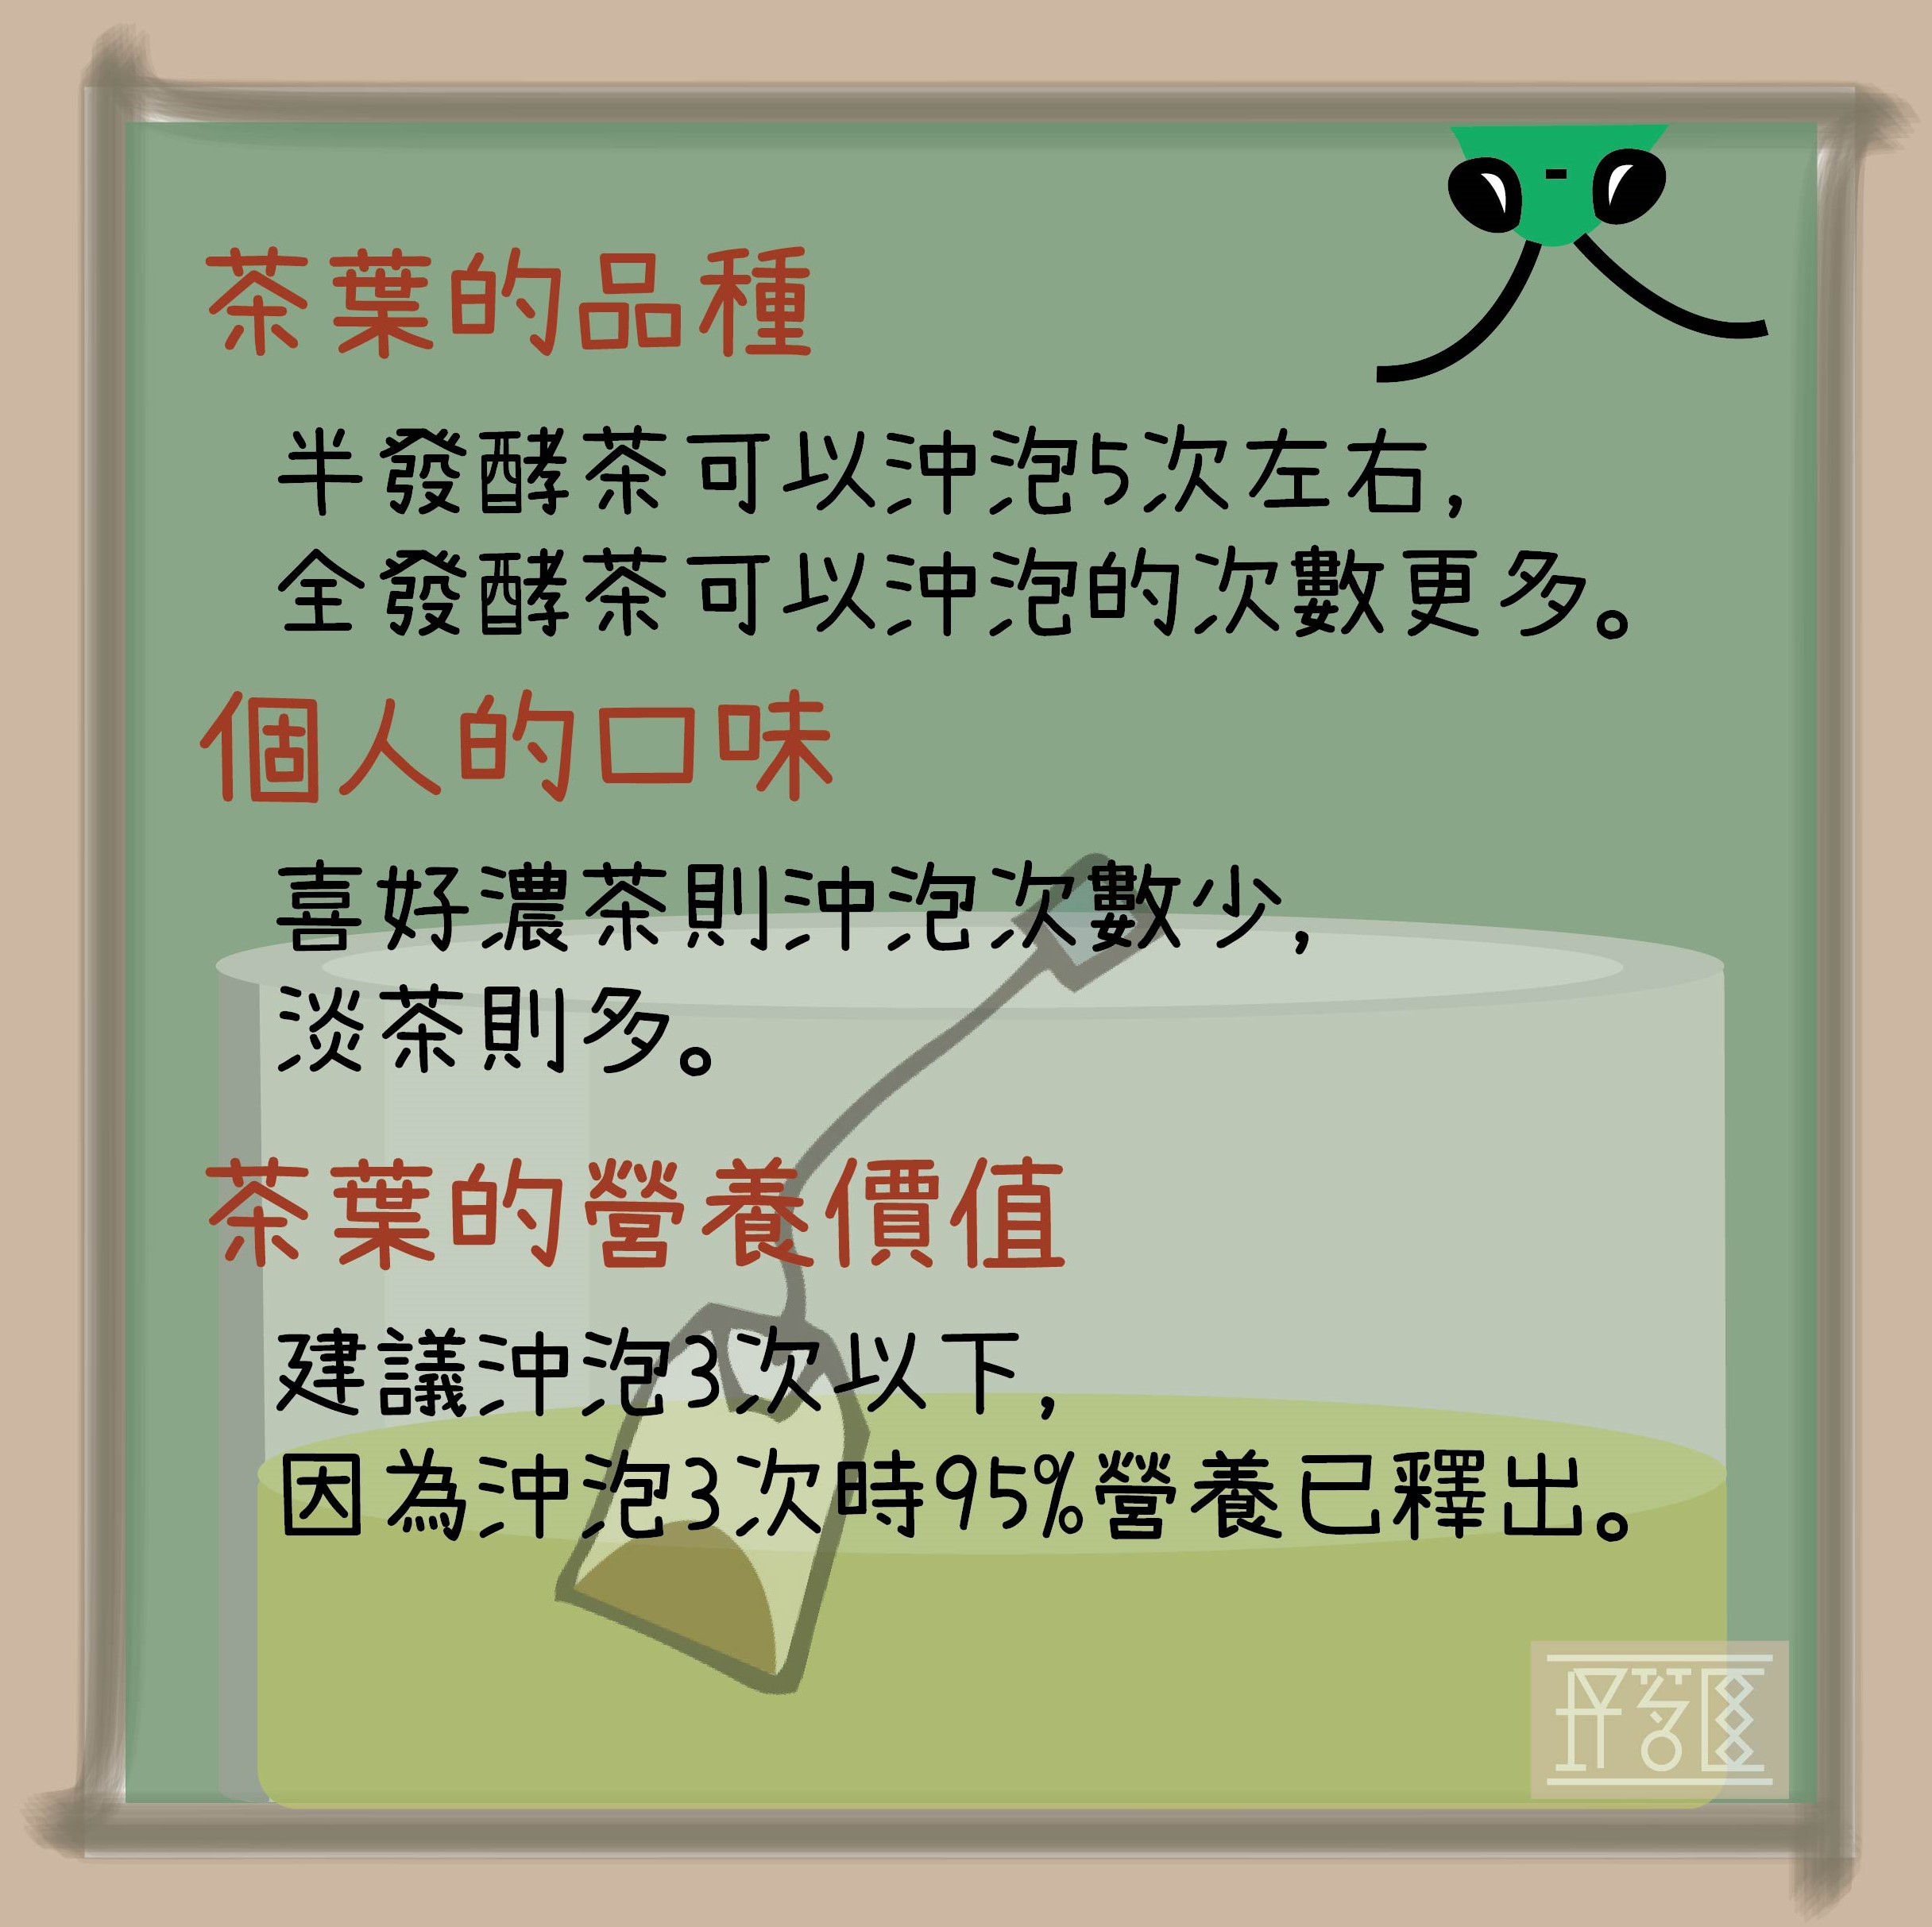 茶葉的品種
半發酵茶可以沖泡5次左右,
全發酵茶可以沖泡的次數更多。
個人的口味
喜好濃茶則沖泡次數少,
淡茶則多。
茶葉的營養價值
建議沖泡3次以下,
因為沖泡3次時95%營養已釋出。